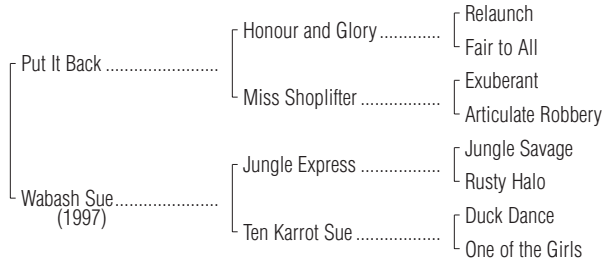 Relaunch
Honour and Glory .............
Fair to All
Put It Back .......................
Exuberant
Miss Shoplifter .................
Articulate Robbery
Jungle Savage
Jungle Express .................
Rusty Halo
Wabash Sue.....................
(1997)
Duck Dance
Ten Karrot Sue ..................
One of the Girls